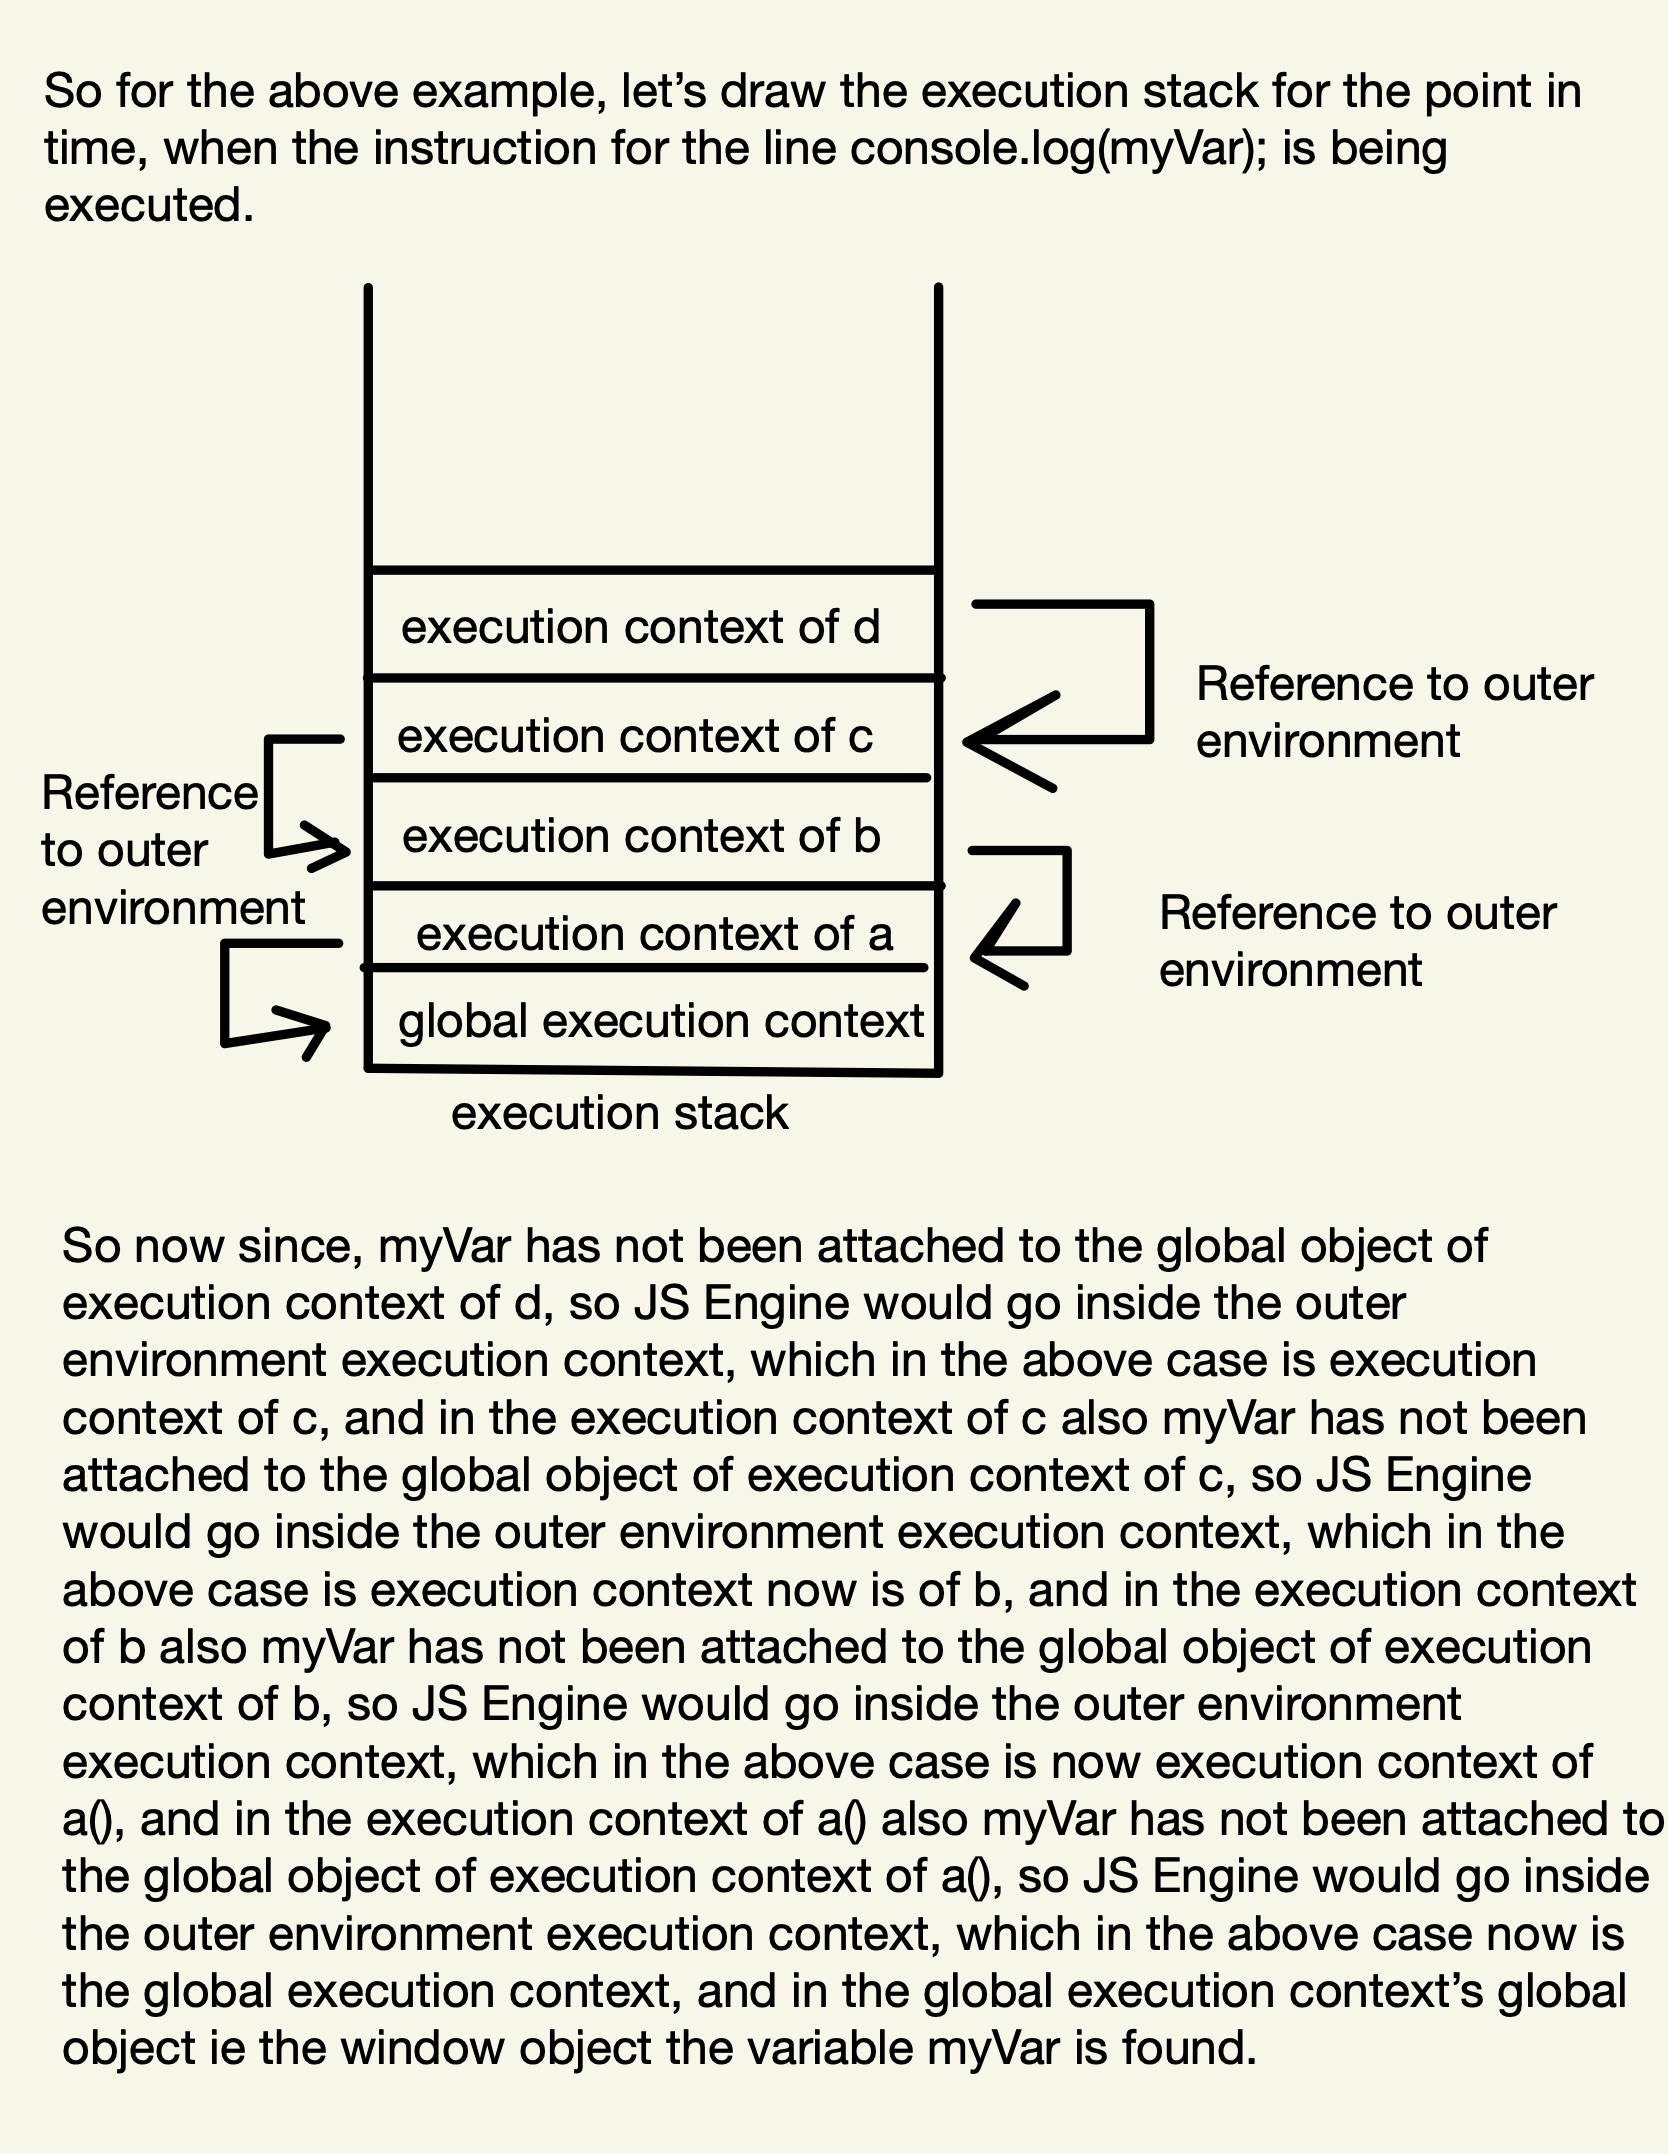 So for the above example, let’s draw the execution stack for the point in
time, when the instruction for the line console.log(myVar); is being
executed.
execution context of d
Reference to outer
environment
execution context of c
Reference
to outer
environment
execution context of b
execution context of a
Reference to outer
environment
global execution context
execution stack
So now since, myVar has not been attached to the global object of
execution context of d, so JS Engine would go inside the outer
environment execution context, which in the above case is execution
context of c, and in the execution context of c also myVar has not been
attached to the global object of execution context of c, so JS Engine
would go inside the outer environment execution context, which in the
above case is execution context now is of b, and in the execution context
of b also myVar has not been attached to the global object of execution
context of b, so JS Engine would go inside the outer environment
execution context, which in the above case is now execution context of
a(), and in the execution context of a() also myVar has not been attached to
the global object of execution context of a(), so JS Engine would go inside
the outer environment execution context, which in the above case now is
the global execution context, and in the global execution context’s global
object ie the window object the variable myVar is found.